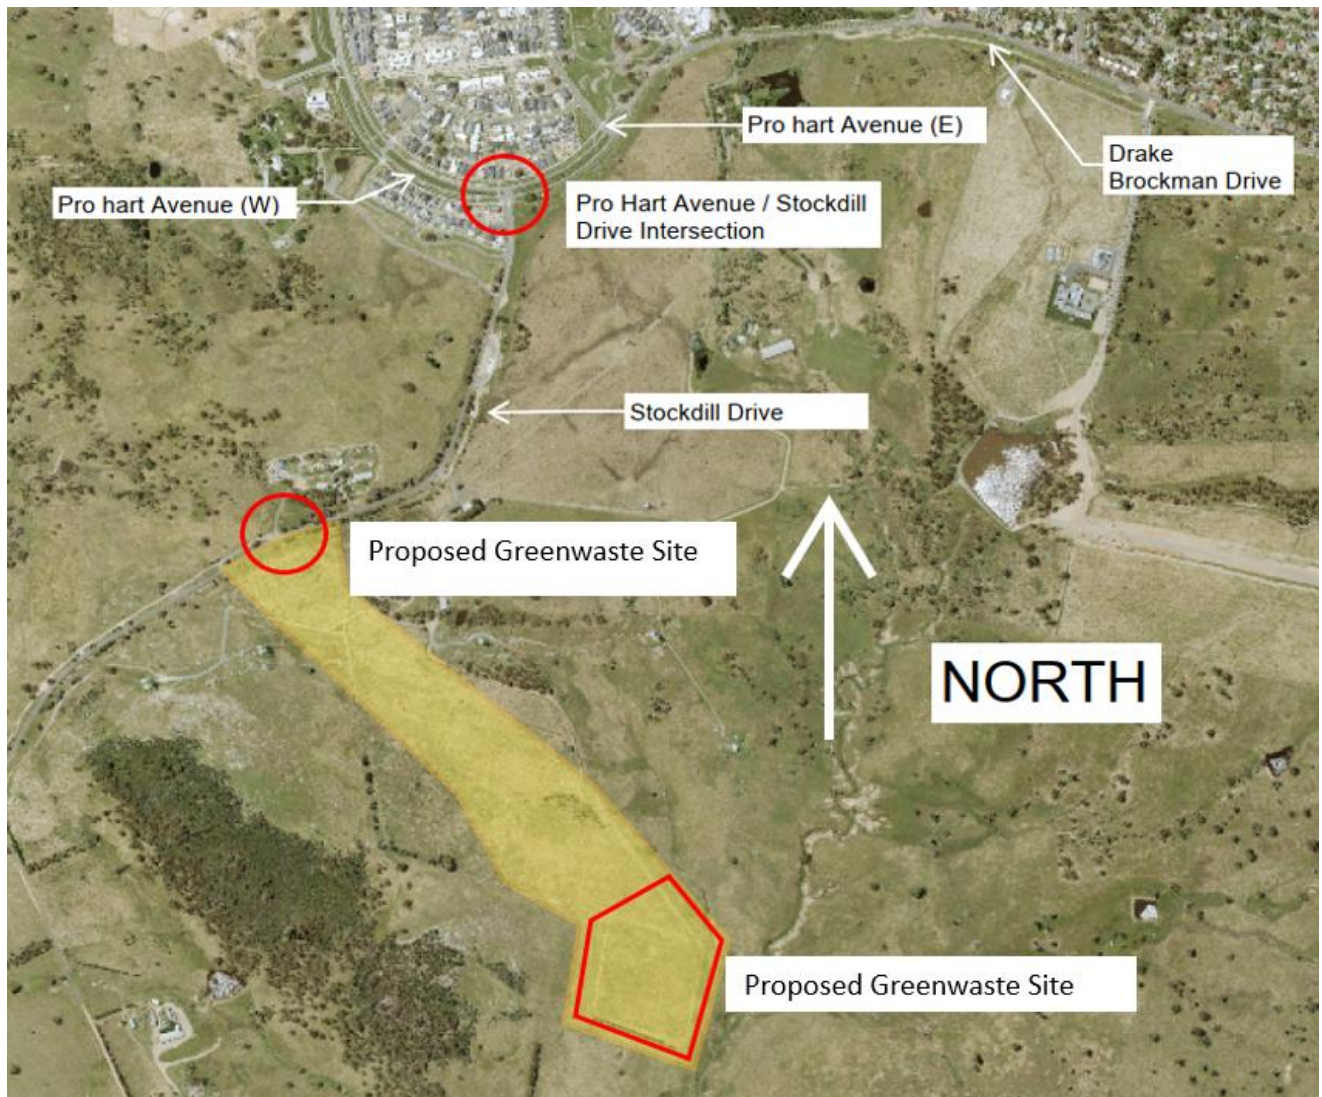 Pro hart Avenue (E)
Drake
Brockman Drive
Pro hart Avenue (W)
Pro Hart Avenue / Stockdill
Drive Intersection
Stockdill Drive
Proposed Greenwaste Site
NORTH
Proposed Greenwaste Site